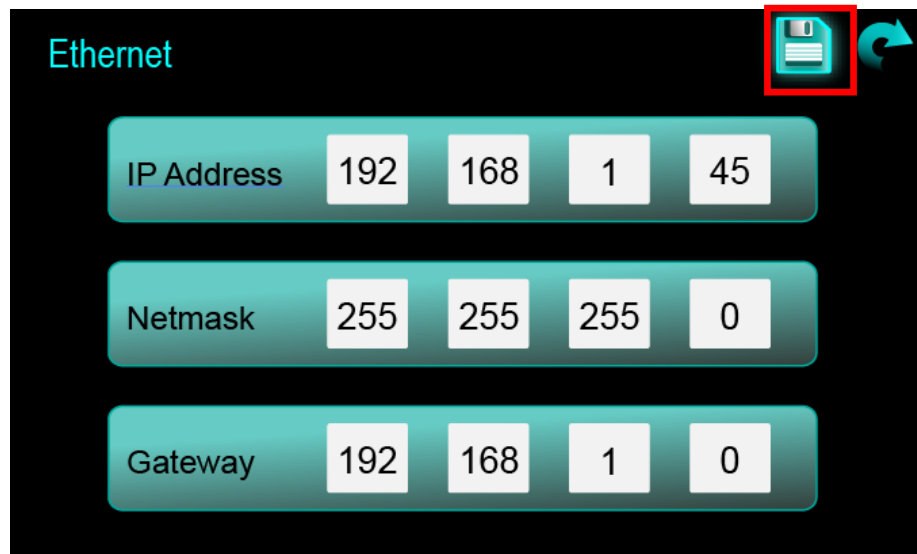 Ethernet
IP Address 192 168 1 45
Netmask 255 255 255 0
Gateway 192 168 1 0